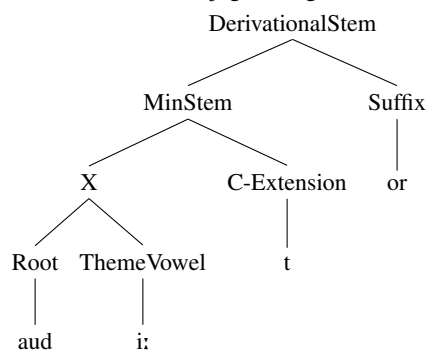 DerivationalStem
MinStem Suffix
X C-Extension or
Root ThemeVowel t
aud iː